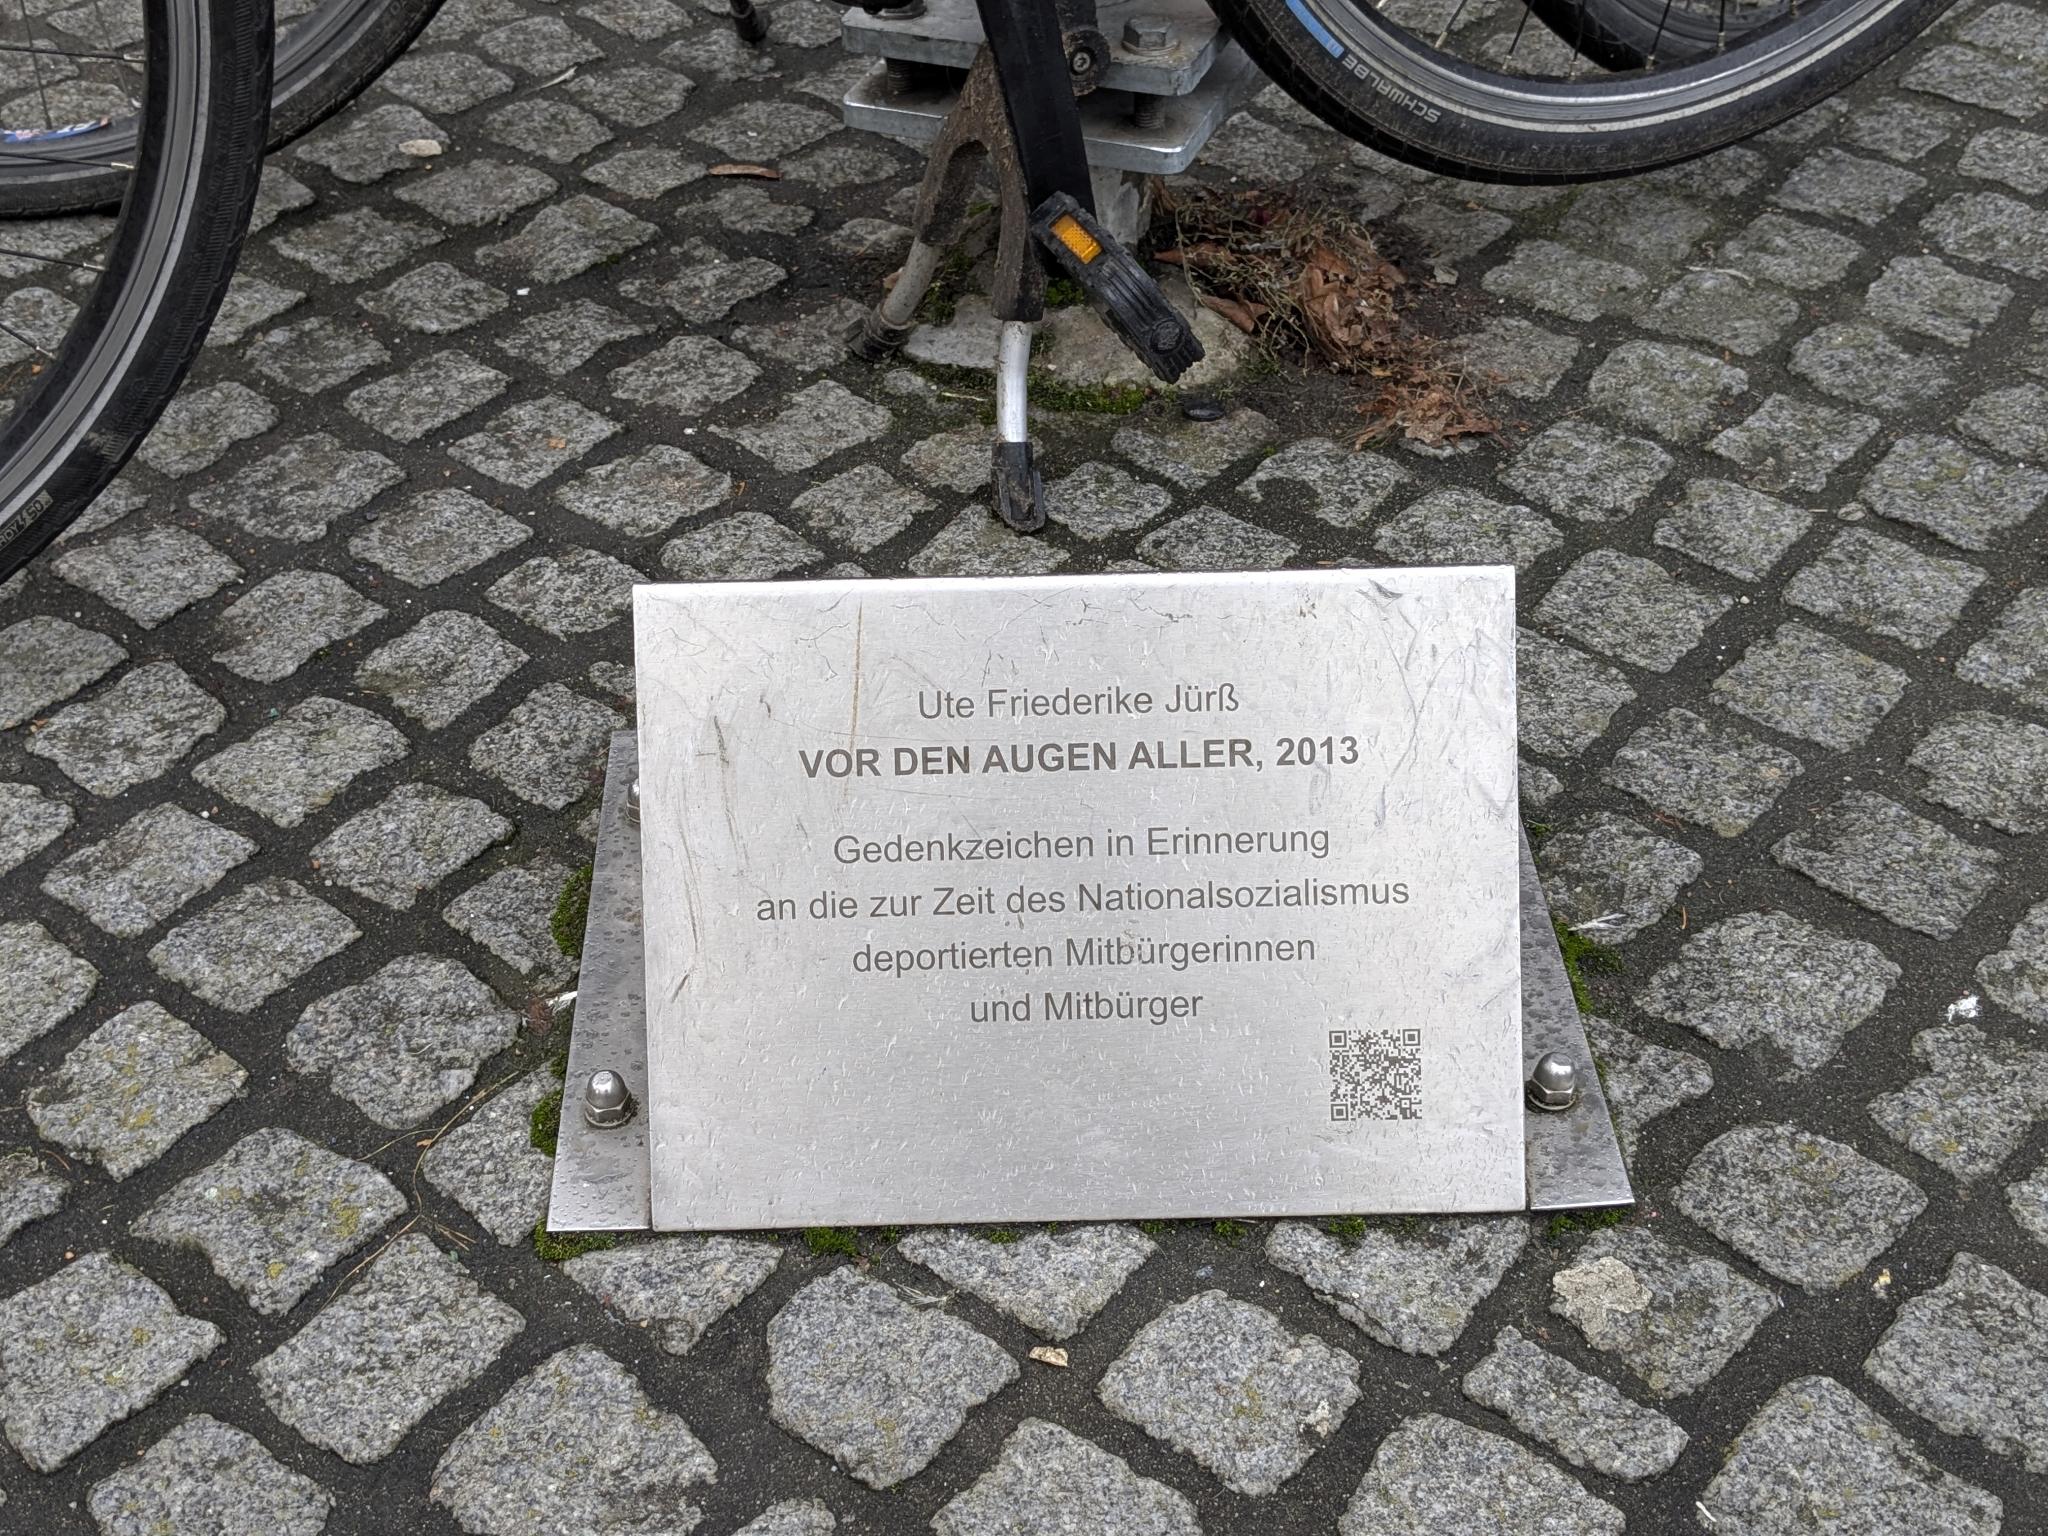 SCHWALBE
Ute Friederike Jürß
VOR DEN AUGEN ALLER, 2013
Gedenkzeichen in Erinnerung
an die zur Zeit des Nationalsozialismus
deportierten Mitbürgerinnen
und Mitbürger